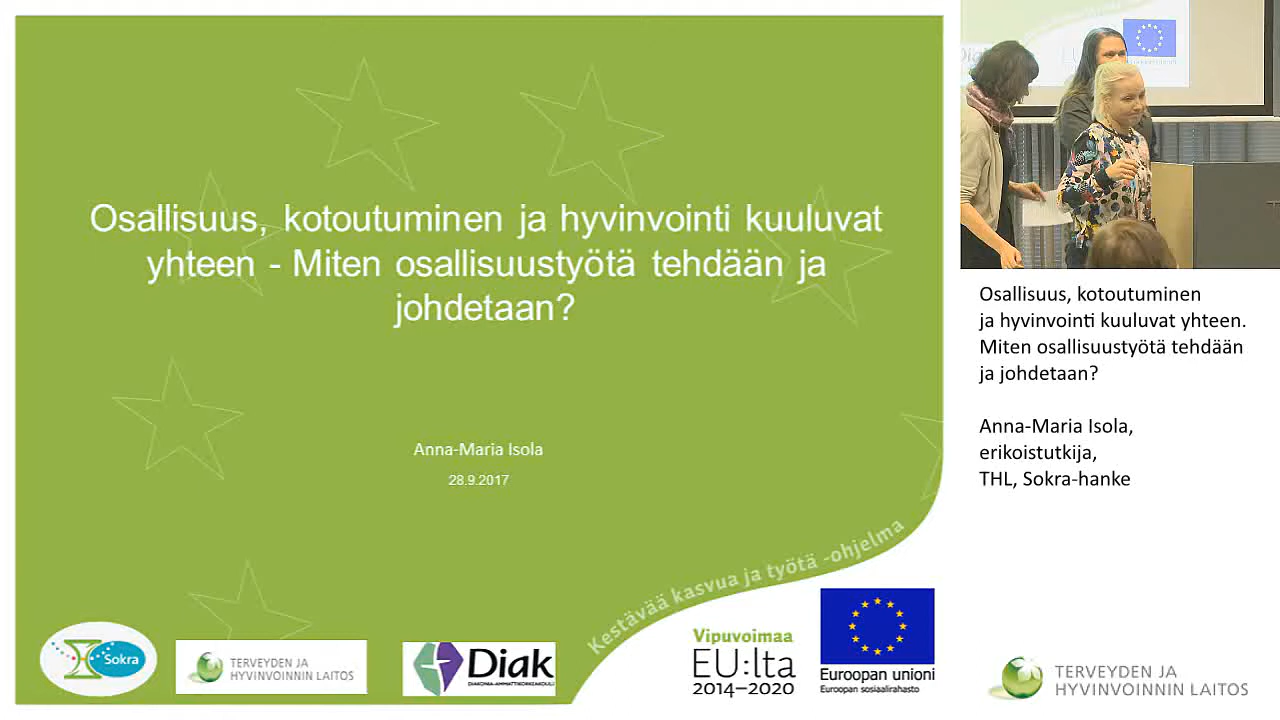 Osallisuus, kotoutuminen ja hyvinvointi kuuluvat
yhteen - Miten osallisuustyötä tehdään ja
johdetaan?
Anna-Maria Isola
28.9.2017
Kestävää kasvua ja työtä -ohjelma
Sokra
TERVEYDEN JA
HYVINVOINNIN LAITOS
Diak
DIAKONIA-AMMATTIKORKEAKOULU
Vipuvoimaa
EU:lta
2014–2020
Euroopan unioni
Euroopan sosiaalirahasto
Osallisuus, kotoutuminen
ja hyvinvointi kuuluvat yhteen.
Miten osallisuustyötä tehdään
ja johdetaan?
Anna-Maria Isola,
erikoistutkija,
THL, Sokra-hanke
TERVEYDEN JA
HYVINVOINNIN LAITOS